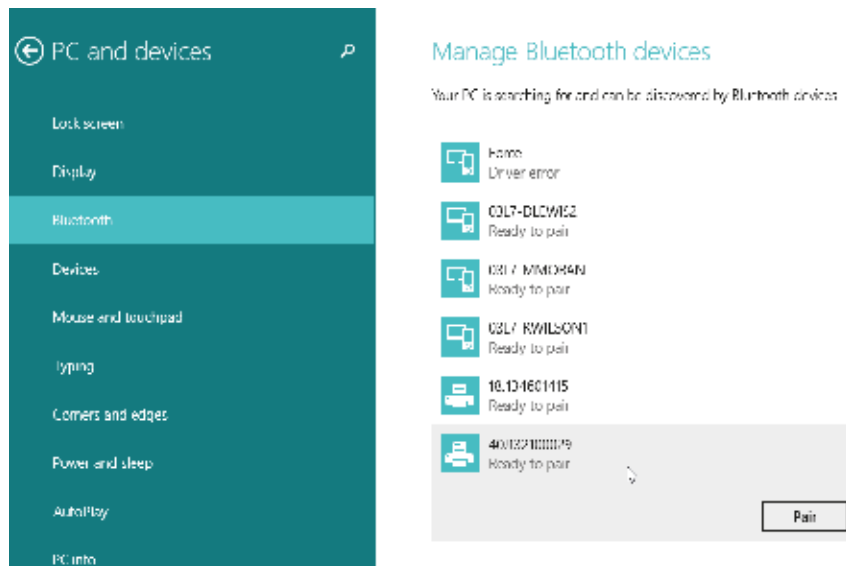 PC and devices
Lock screen
Display
Bluetooth
Devices
Mouse and touchpad
Typing
Corners and edges
Power and sleep
AutoPlay
PC info
Manage Bluetooth devices
Your PC is searching for and can be discovered by Bluetooth devices
Driver error
Ready to pair
Ready to pair
Ready to pair
Ready to pair
Ready to pair
Pair